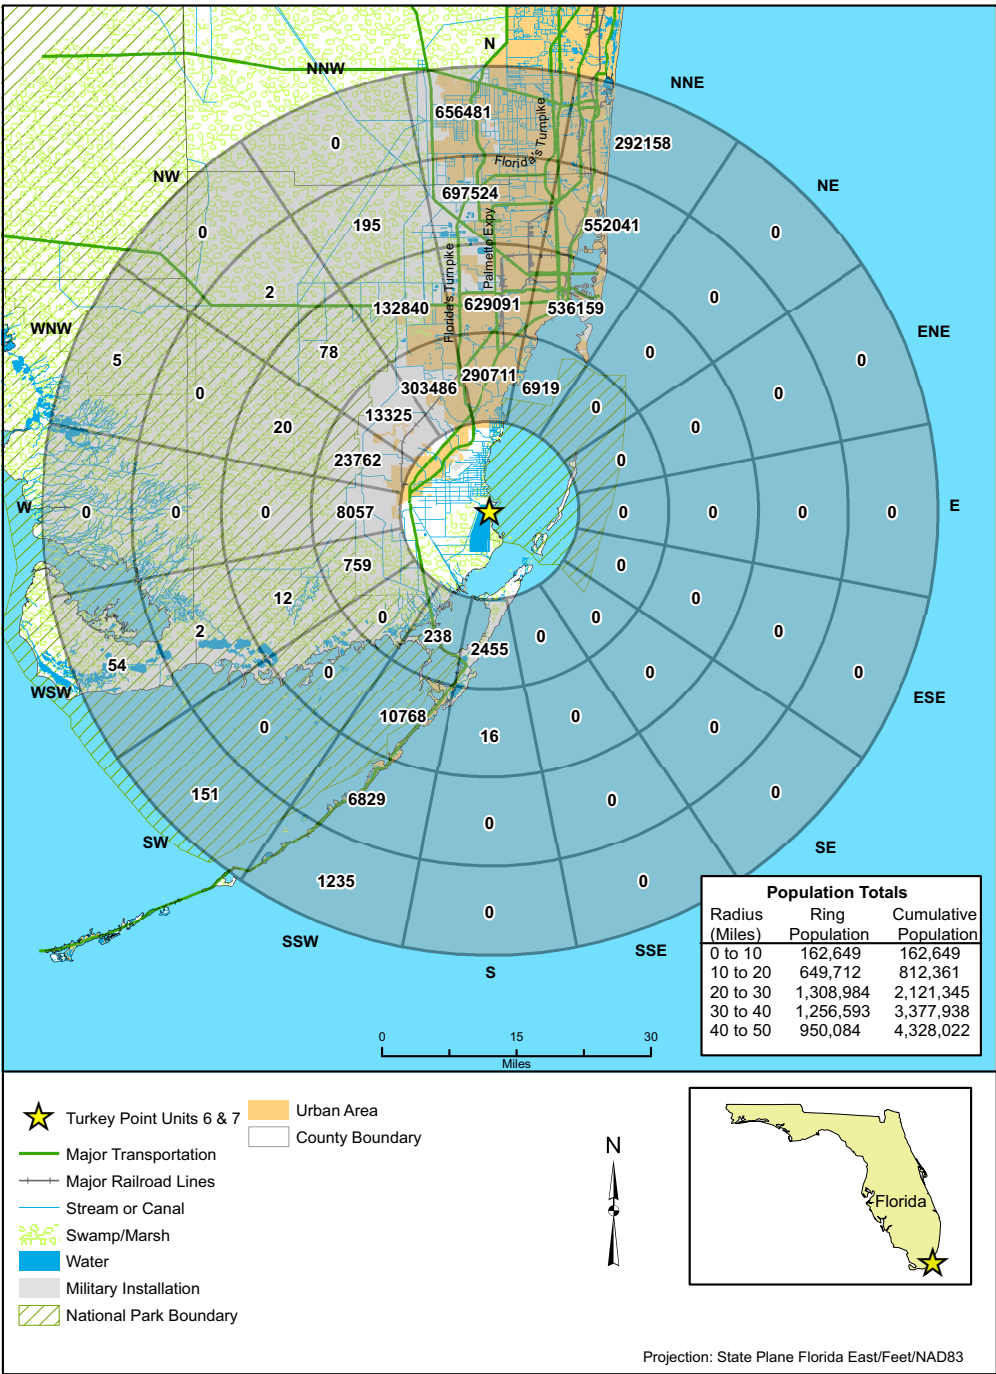 N
NNW
NNE
656481
0
292158
Florida's Turnpike
Florida's Turnpike
NW
NE
697524
195
552041
0
0
Palmetto Expy
Florida's Turnpike
2
0
132840
629091
536159
WNW
ENE
5
78
0
0
290711
303486
6919
0
0
13325
0
20
0
23762
0
W
0
0
0
8057
0
0
0
0
E
759
0
12
0
0
2
238
0
0
0
54
2455
0
0
0
WSW
ESE
10768
0
0
0
16
151
6829
0
0
0
SW
SE
1235
0
0
SSW
SSE
S
Population Totals
Radius Ring Cumulative
(Miles) Population Population
0 to 10 162,649 162,649
10 to 20 649,712 812,361
20 to 30 1,308,984 2,121,345
30 to 40 1,256,593 3,377,938
40 to 50 950,084 4,328,022
0 15 30
Miles
Turkey Point Units 6 & 7
Major Transportation
Major Railroad Lines
Stream or Canal
Swamp/Marsh
Water
Military Installation
National Park Boundary
Urban Area
County Boundary
N
Florida
Projection: State Plane Florida East/Feet/NAD83